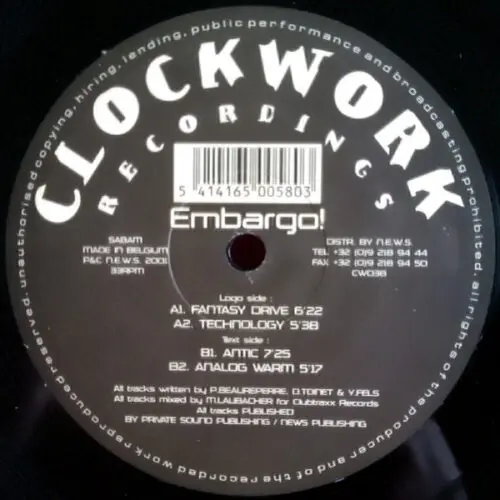 unauthorised copying, hiring, lending, public performance and broadcasting prohibited. all rights of the producer and of the recorded work reproduced reserved.
CLOCKWORK
RECORDINGS
5 414165 005803
Embargo!
SABAM
MADE IN BELGIUM
P&C N.E.W.S. 2001
33RPM
DISTR. BY N.E.W.S.
TEL +32 (0)9 218 94 44
FAX +32 (0)9 218 94 50
CW038
Logo side :
A1. FANTASY DRIVE 6'22
A2. TECHNOLOGY 5'38
Text side :
B1. ANTIC 7'25
B2. ANALOG WARM 5'17
All tracks written by P.BEAUREPERRE, D.TOINET & Y.FELS
All tracks mixed by M.LAUBACHER for Clubtraxx Records
All tracks PUBLISHED
BY PRIVATE SOUND PUBLISHING / NEWS PUBLISHING